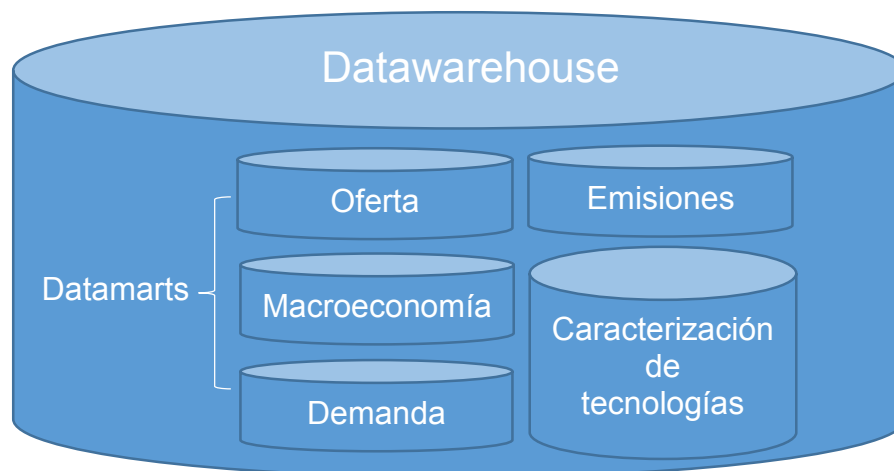 Datawarehouse
Datamarts
Oferta
Macroeconomía
Demanda
Emisiones
Caracterización
de
tecnologías